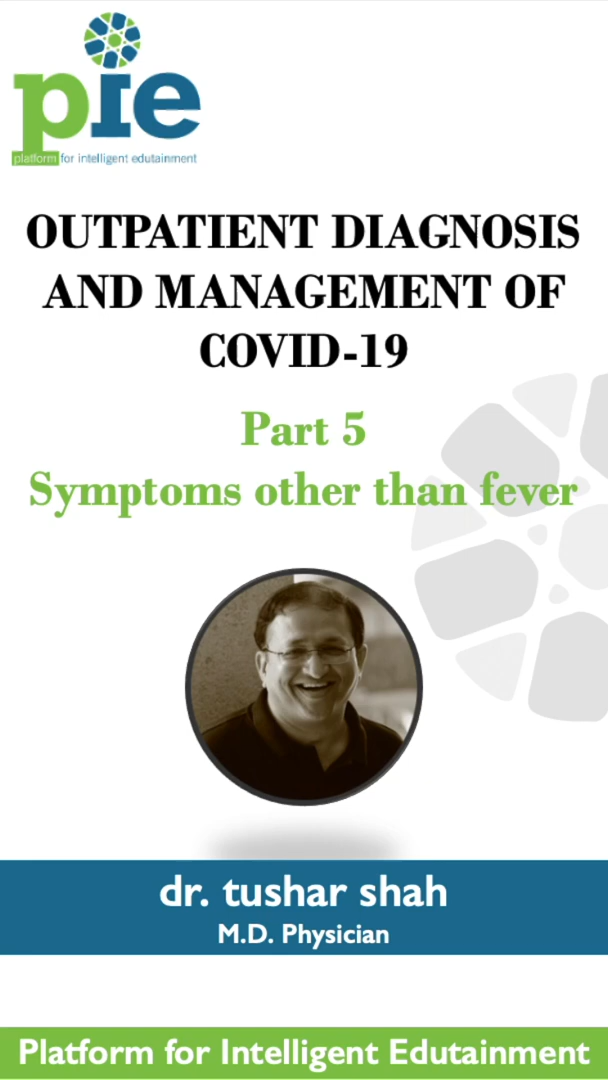 pie
platform for intelligent edutainment
OUTPATIENT DIAGNOSIS
AND MANAGEMENT OF
COVID-19
Part 5
Symptoms other than fever
dr. tushar shah
M.D. Physician
Platform for Intelligent Edutainment